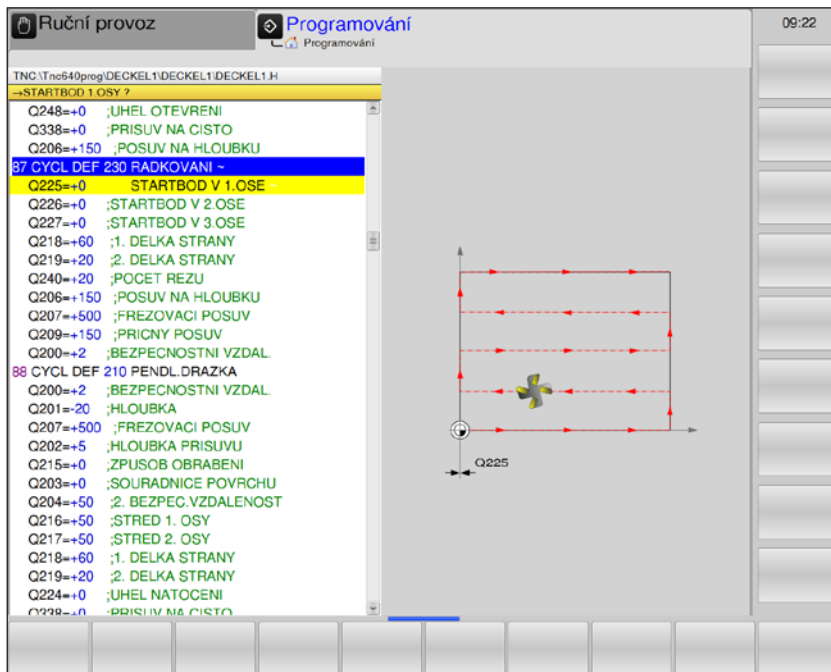 Ruční provoz
Programování
09:22
Programování
TNC:\Tnc640prog\DECKEL1\DECKEL1\DECKEL1.H
→STARTBOD 1.OSY ?
Q248=+0 ;UHEL OTEVRENI
Q338=+0 ;PRISUV NA CISTO
Q206=+150 ;POSUV NA HLOUBKU
87 CYCL DEF 230 RADKOVANI ~
Q225=+0 STARTBOD V 1.OSE ~
Q226=+0 ;STARTBOD V 2.OSE
Q227=+0 ;STARTBOD V 3.OSE
Q218=+60 ;1. DELKA STRANY
Q219=+20 ;2. DELKA STRANY
Q240=+20 ;POCET REZU
Q206=+150 ;POSUV NA HLOUBKU
Q207=+500 ;FREZOVACI POSUV
Q209=+150 ;PRICNY POSUV
Q200=+2 ;BEZPECNOSTNI VZDAL.
88 CYCL DEF 210 PENDL.DRAZKA
Q200=+2 ;BEZPECNOSTNI VZDAL.
Q201=-20 ;HLOUBKA
Q207=+500 ;FREZOVACI POSUV
Q202=+5 ;HLOUBKA PRISUVU
Q215=+0 ;ZPUSOB OBRABENI
Q203=+0 ;SOURADNICE POVRCHU
Q204=+50 ;2. BEZPEC.VZDALENOST
Q216=+50 ;STRED 1. OSY
Q217=+50 ;STRED 2. OSY
Q218=+60 ;1. DELKA STRANY
Q219=+20 ;2. DELKA STRANY
Q224=+0 ;UHEL NATOCENI
Q338=+0 ;PRISUV NA CISTO
Q225